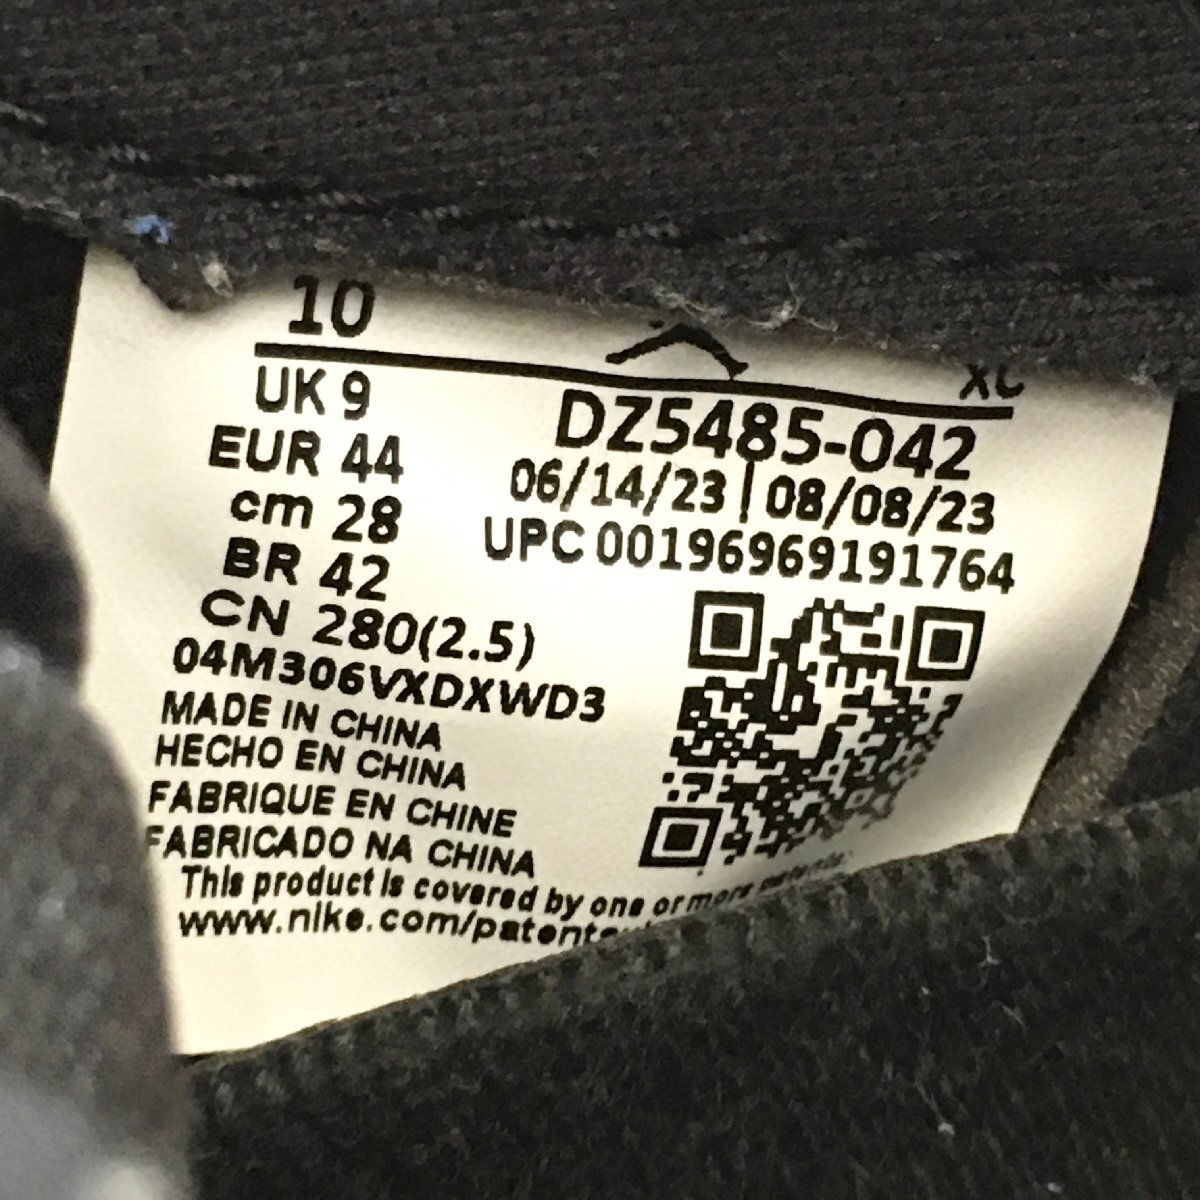 10
XC
UK 9
EUR 44
cm 28
BR 42
CN 280(2.5)
DZ5485-042
06/14/23 | 08/08/23
UPC 00196969191764
04M306VXDXWD3
MADE IN CHINA
HECHO EN CHINA
FABRIQUE EN CHINE
FABRICADO NA CHINA
This product is covered by one or more patents.
www.nike.com/patents